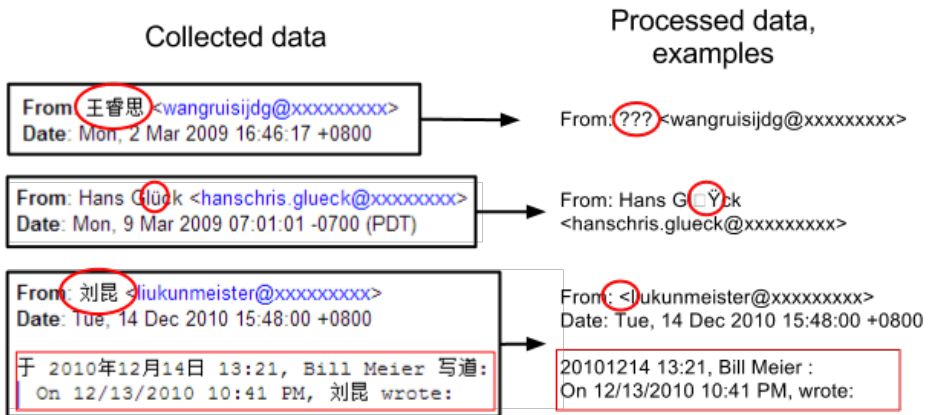 Collected data
Processed data,
examples
From: 王睿思 <wangruisijdg@xxxxxxxxx>
Date: Mon, 2 Mar 2009 16:46:17 +0800
From: ??? <wangruisijdg@xxxxxxxxx>
From: Hans Glück <hanschris.glueck@xxxxxxxx>
Date: Mon, 9 Mar 2009 07:01:01 -0700 (PDT)
From: Hans G□Ÿck
<hanschris.glueck@xxxxxxxxx>
From: 刘昆 <liukunmeister@xxxxxxxxx>
Date: Tue, 14 Dec 2010 15:48:00 +0800
于 2010年12月14日 13:21, Bill Meier 写道:
On 12/13/2010 10:41 PM, 刘昆 wrote:
From: <liukunmeister@xxxxxxxxx>
Date: Tue, 14 Dec 2010 15:48:00 +0800
20101214 13:21, Bill Meier :
On 12/13/2010 10:41 PM, wrote: